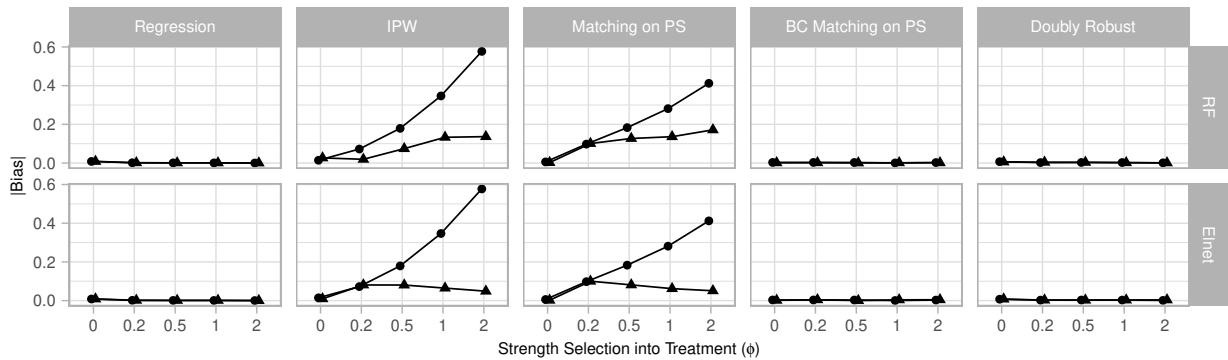 Regression IPW Matching on PS BC Matching on PS Doubly Robust
0.6
0.4
0.2
0.0
RF
|Bias|
0.6
0.4
0.2
0.0
Elnet
0 0.2 0.5 1 2 0 0.2 0.5 1 2 0 0.2 0.5 1 2 0 0.2 0.5 1 2 0 0.2 0.5 1 2
Strength Selection into Treatment (ϕ)